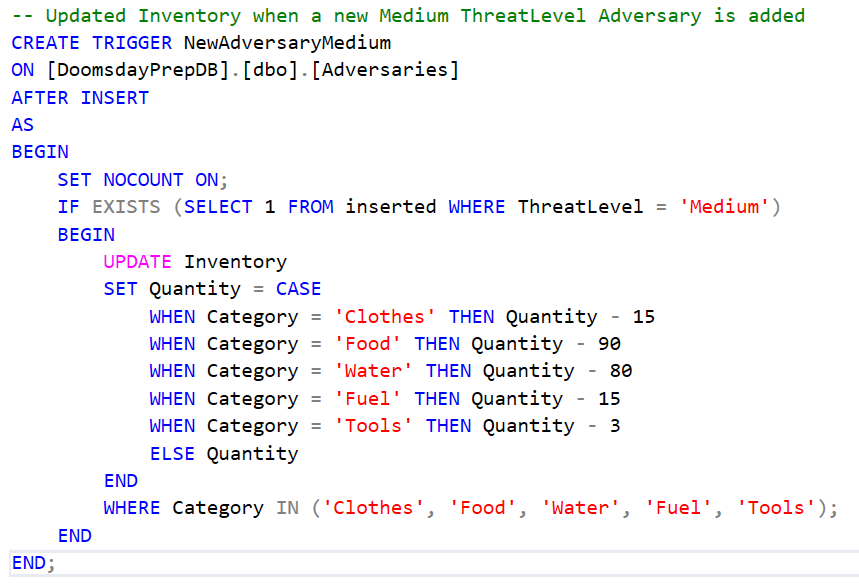 -- Updated Inventory when a new Medium ThreatLevel Adversary is added
CREATE TRIGGER NewAdversaryMedium
ON [DoomsdayPrepDB].[dbo].[Adversaries]
AFTER INSERT
AS
BEGIN
    SET NOCOUNT ON;
    IF EXISTS (SELECT 1 FROM inserted WHERE ThreatLevel = 'Medium')
    BEGIN
        UPDATE Inventory
        SET Quantity = CASE
            WHEN Category = 'Clothes' THEN Quantity - 15
            WHEN Category = 'Food' THEN Quantity - 90
            WHEN Category = 'Water' THEN Quantity - 80
            WHEN Category = 'Fuel' THEN Quantity - 15
            WHEN Category = 'Tools' THEN Quantity - 3
            ELSE Quantity
        END
        WHERE Category IN ('Clothes', 'Food', 'Water', 'Fuel', 'Tools');
    END
END;